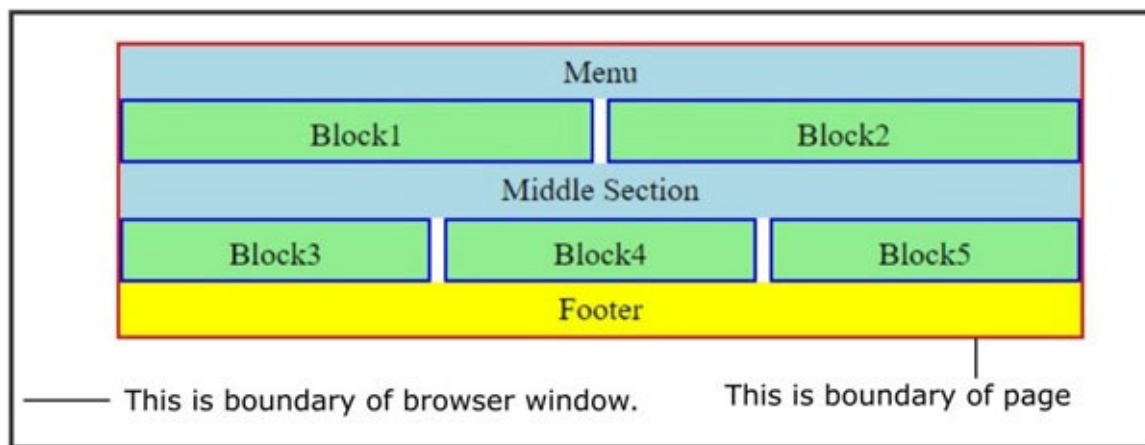 Menu
Block1
Block2
Middle Section
Block3
Block4
Block5
Footer
This is boundary of browser window.
This is boundary of page